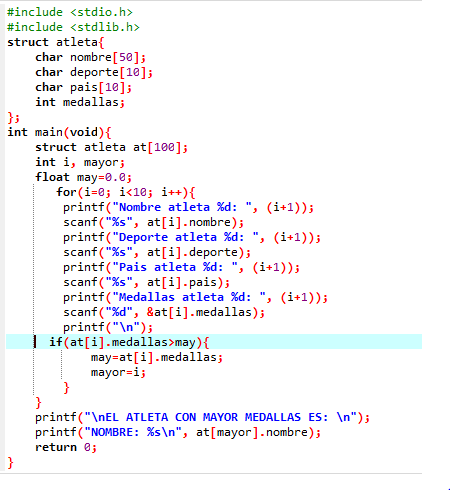 #include <stdio.h>
#include <stdlib.h>
struct atleta{
    char nombre[50];
    char deporte[10];
    char pais[10];
    int medallas;
};
int main(void){
    struct atleta at[100];
    int i, mayor;
    float may=0.0;
       for(i=0; i<10; i++){
        printf("Nombre atleta %d: ", (i+1));
        scanf("%s", at[i].nombre);
        printf("Deporte atleta %d: ", (i+1));
        scanf("%s", at[i].deporte);
        printf("Pais atleta %d: ", (i+1));
        scanf("%s", at[i].pais);
        printf("Medallas atleta %d: ", (i+1));
        scanf("%d", &at[i].medallas);
        printf("\n");
      if(at[i].medallas>may){
            may=at[i].medallas;
            mayor=i;
        }
    }
    printf("\nEL ATLETA CON MAYOR MEDALLAS ES: \n");
    printf("NOMBRE: %s\n", at[mayor].nombre);
    return 0;
}